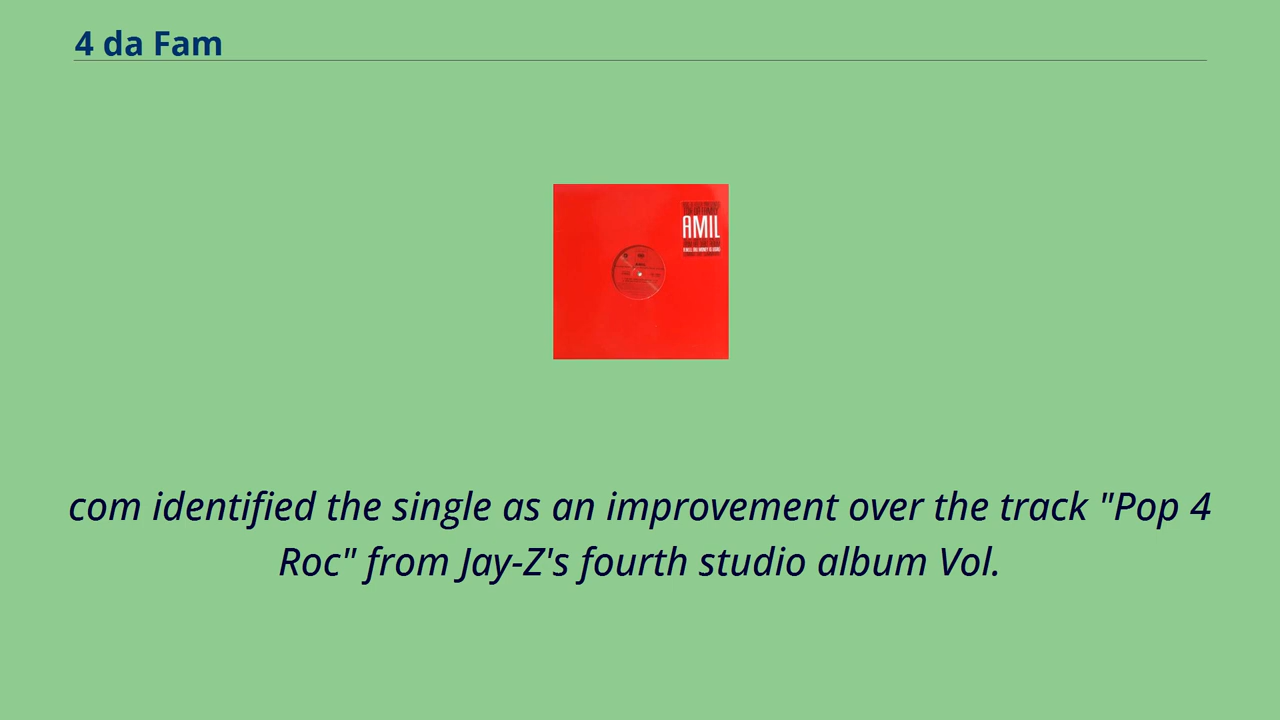 4 da Fam
AMIL
com identified the single as an improvement over the track "Pop 4
Roc" from Jay-Z's fourth studio album Vol.